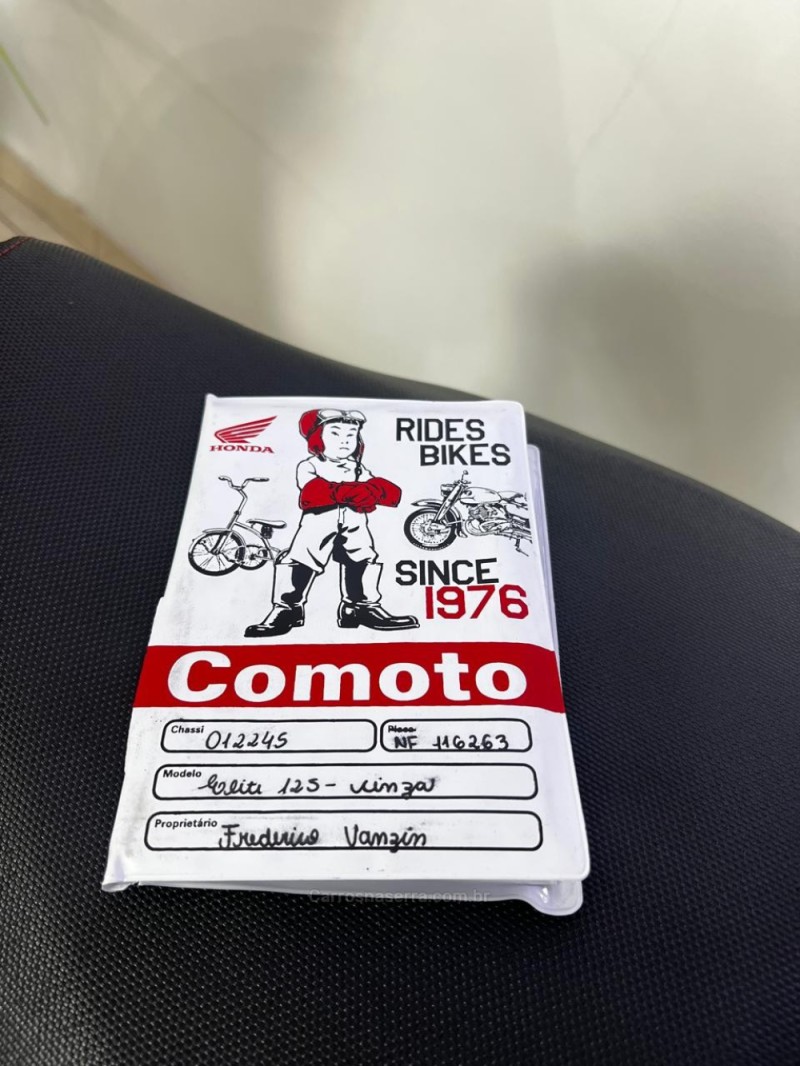 HONDA
RIDES
BIKES
SINCE
1976
Comoto
Chassi 012245
Placa NF 116263
Modelo Elite 125 - cinza
Proprietário Frederico Vanzin
Carrosnaserra.com.br